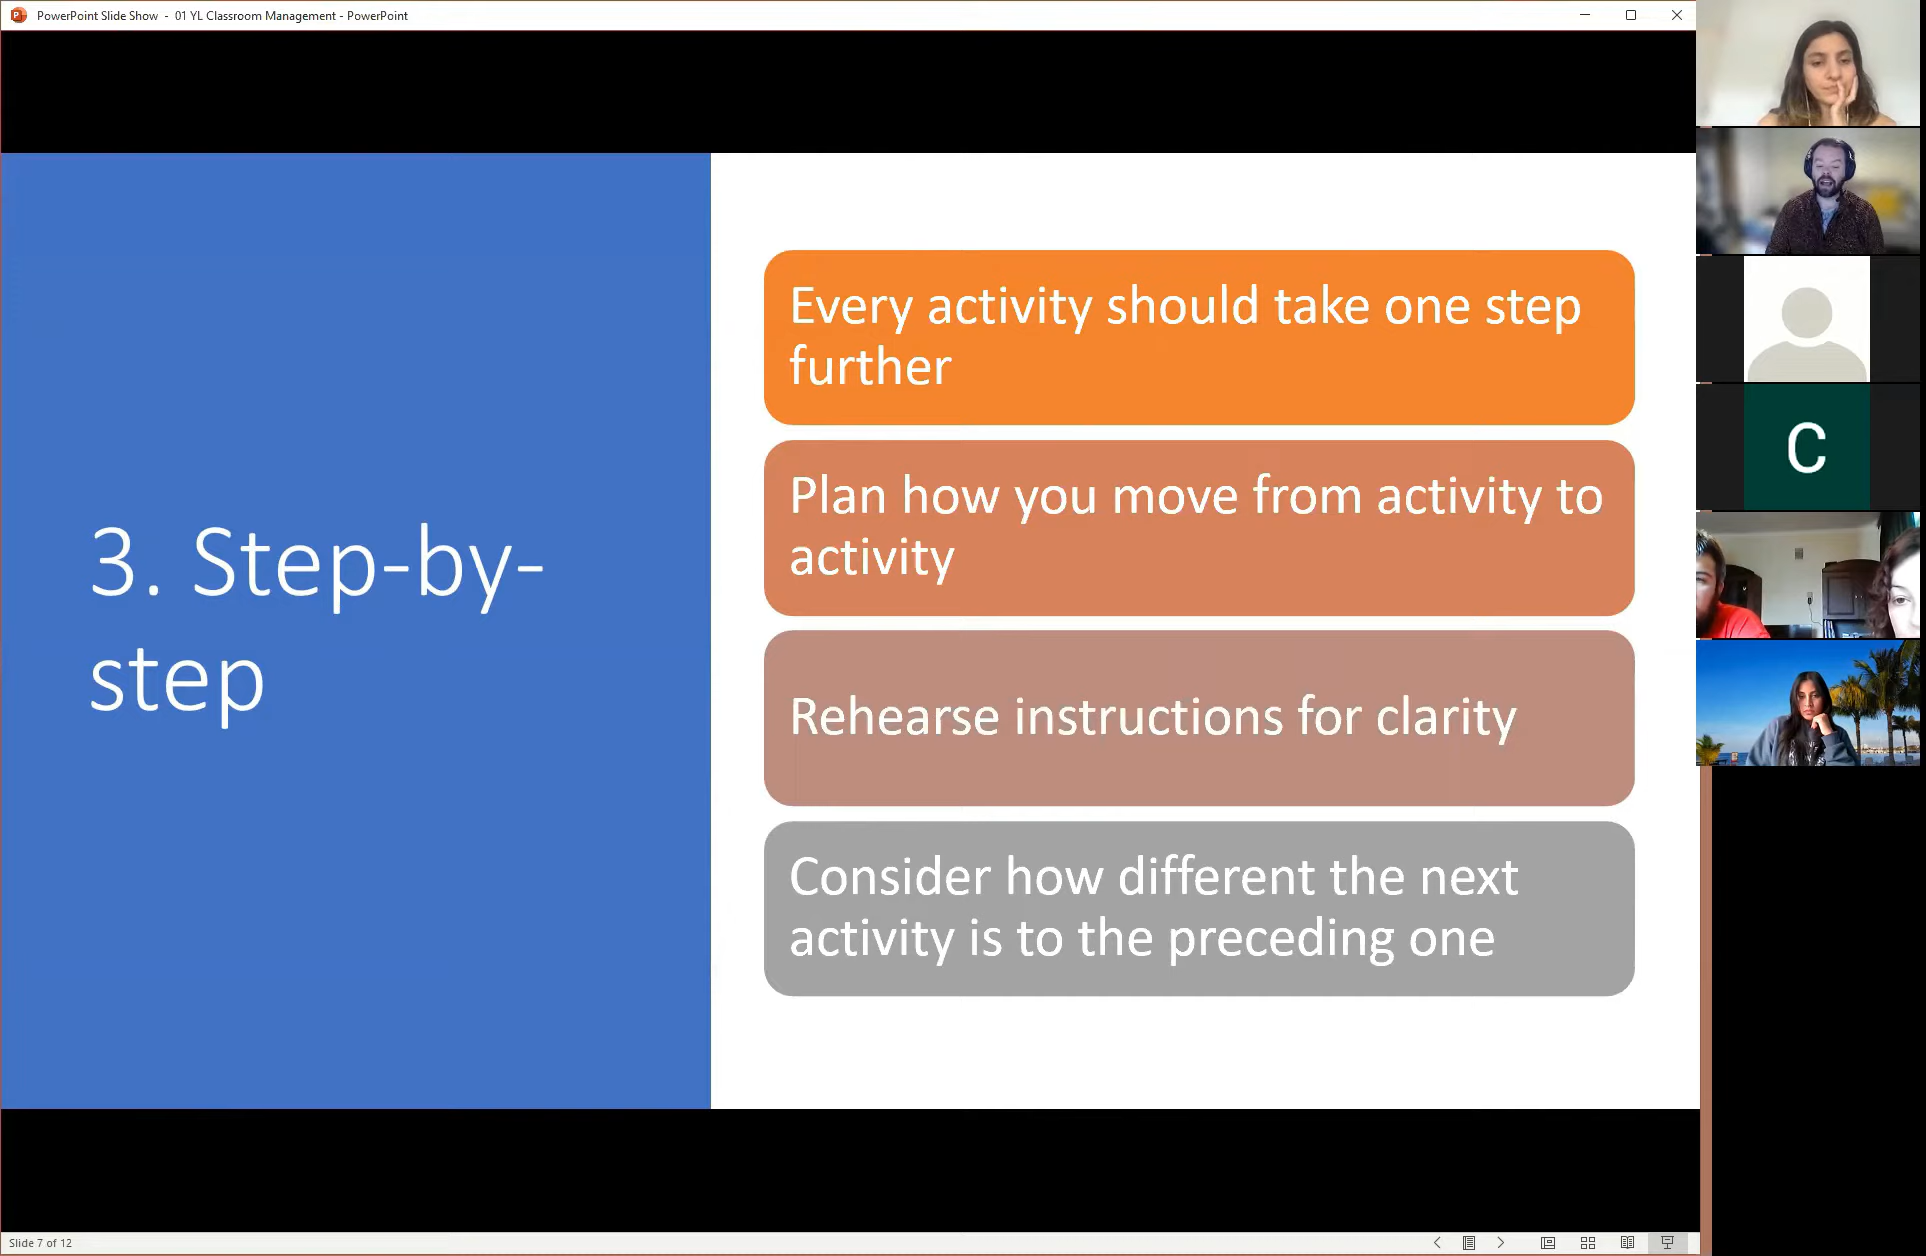 PowerPoint Slide Show - 01 YL Classroom Management - PowerPoint
3. Step-by-
step
Every activity should take one step
further
Plan how you move from activity to
activity
Rehearse instructions for clarity
Consider how different the next
activity is to the preceding one
C
Slide 7 of 12